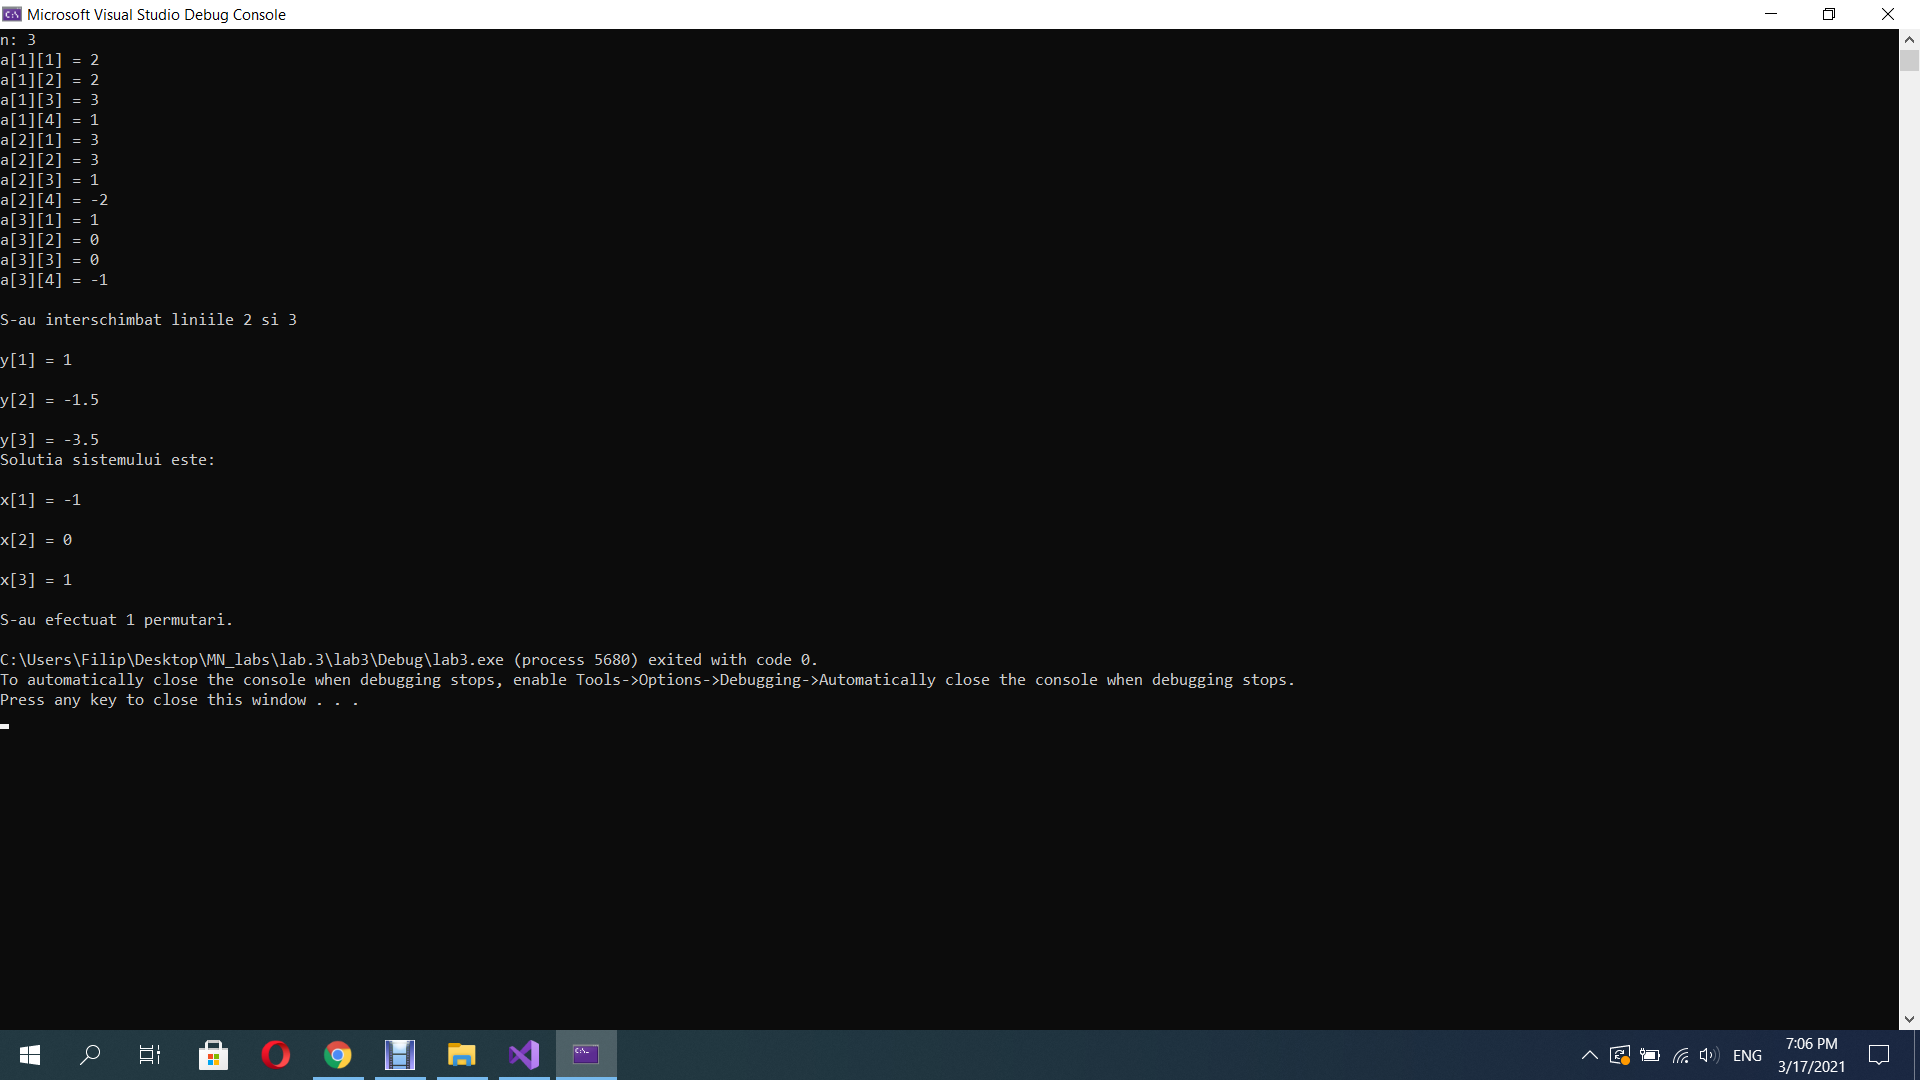 Microsoft Visual Studio Debug Console
n: 3
a[1][1] = 2
a[1][2] = 2
a[1][3] = 3
a[1][4] = 1
a[2][1] = 3
a[2][2] = 3
a[2][3] = 1
a[2][4] = -2
a[3][1] = 1
a[3][2] = 0
a[3][3] = 0
a[3][4] = -1
S-au interschimbat liniile 2 si 3
y[1] = 1
y[2] = -1.5
y[3] = -3.5
Solutia sistemului este:
x[1] = -1
x[2] = 0
x[3] = 1
S-au efectuat 1 permutari.
C:\Users\Filip\Desktop\MN_labs\lab.3\lab3\Debug\lab3.exe (process 5680) exited with code 0.
To automatically close the console when debugging stops, enable Tools->Options->Debugging->Automatically close the console when debugging stops.
Press any key to close this window . . .
ENG
7:06 PM
3/17/2021